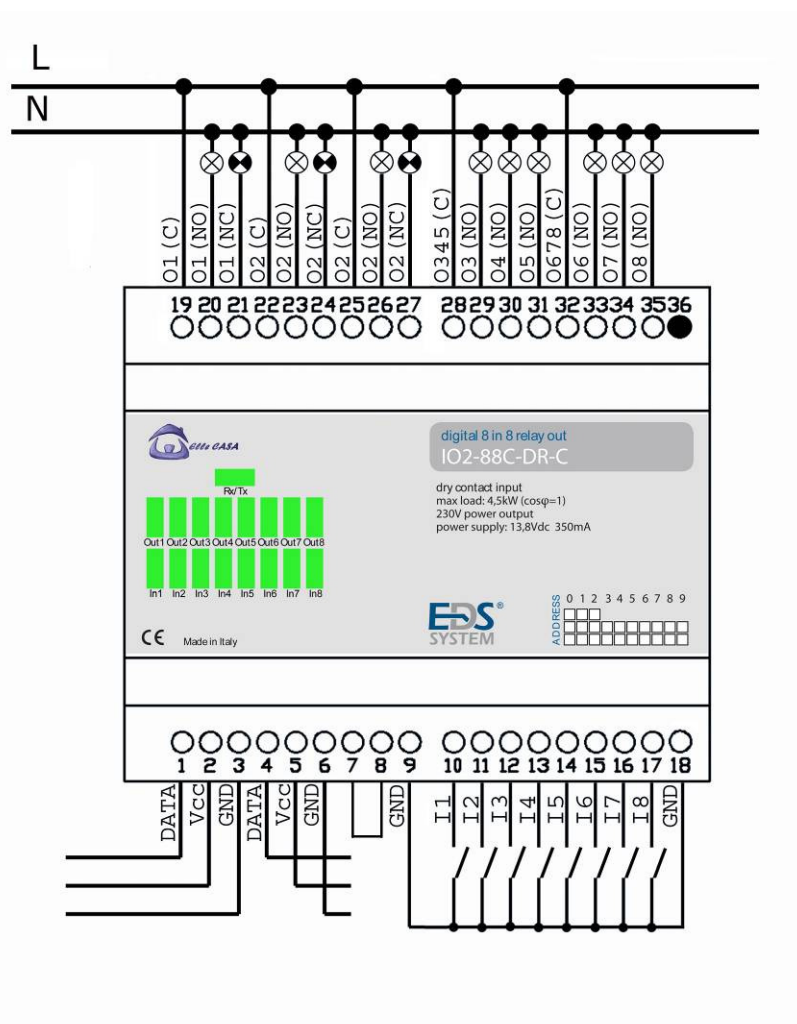 L
N
O1(C)
O1(NO)
O1(NC)
O2(C)
O2(NO)
O2(NC)
O2(C)
O2(NO)
O2(NC)
O345(C)
O3(NO)
O4(NO)
O5(NO)
O678(C)
O6(NO)
O7(NO)
O8(NO)
19 20 21 22 23 24 25 26 27 28 29 30 31 32 33 34 35 36
Elle CASA
digital 8 in 8 relay out
IO2-88C-DR-C
Rx/Tx
dry contact input
max load: 4,5kW (cosφ=1)
230V power output
power supply: 13,8Vdc 350mA
Out1 Out2 Out3 Out4 Out5 Out6 Out7 Out8
In1 In2 In3 In4 In5 In6 In7 In8
EDS®
SYSTEM
ADDRESS
0 1 2 3 4 5 6 7 8 9
CE Made in Italy
1 2 3 4 5 6 7 8 9 10 11 12 13 14 15 16 17 18
DATA
Vcc
GND
DATA
Vcc
GND
GND
I1
I2
I3
I4
I5
I6
I7
I8
GND